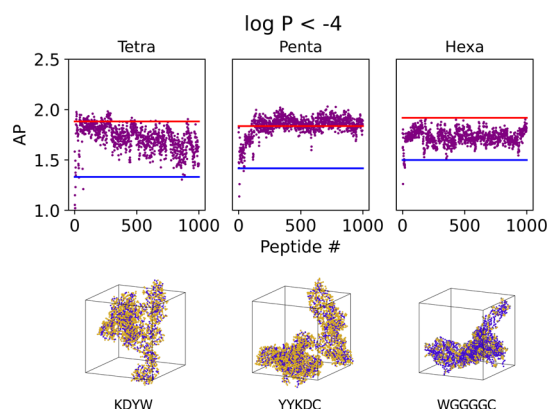 log P < -4
Tetra Penta Hexa
AP
2.5
2.0
1.5
1.0
0 500 1000 0 500 1000 0 500 1000
Peptide #
KDYW YYKDC WGGGGC